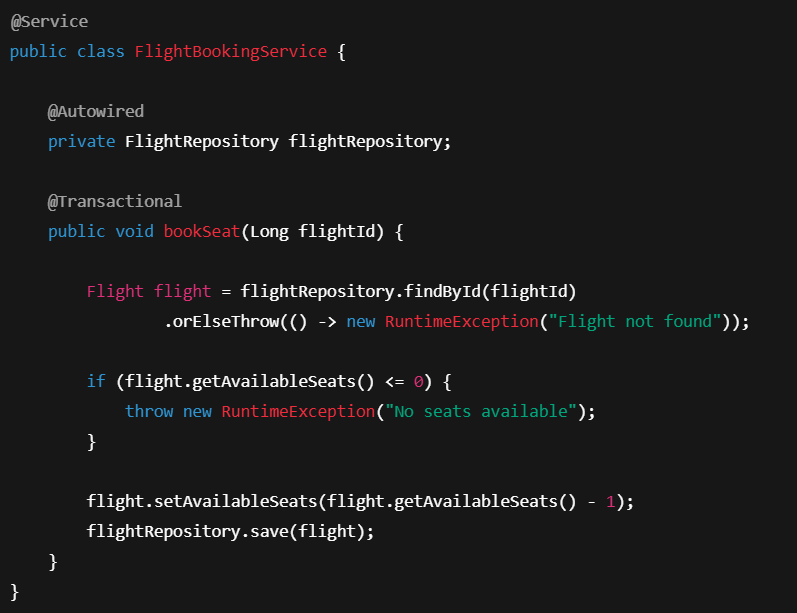 @Service
public class FlightBookingService {
@Autowired
private FlightRepository flightRepository;
@Transactional
public void bookSeat(Long flightId) {
Flight flight = flightRepository.findById(flightId)
.orElseThrow(() -> new RuntimeException("Flight not found"));
if (flight.getAvailableSeats() <= 0) {
throw new RuntimeException("No seats available");
}
flight.setAvailableSeats(flight.getAvailableSeats() - 1);
flightRepository.save(flight);
}
}